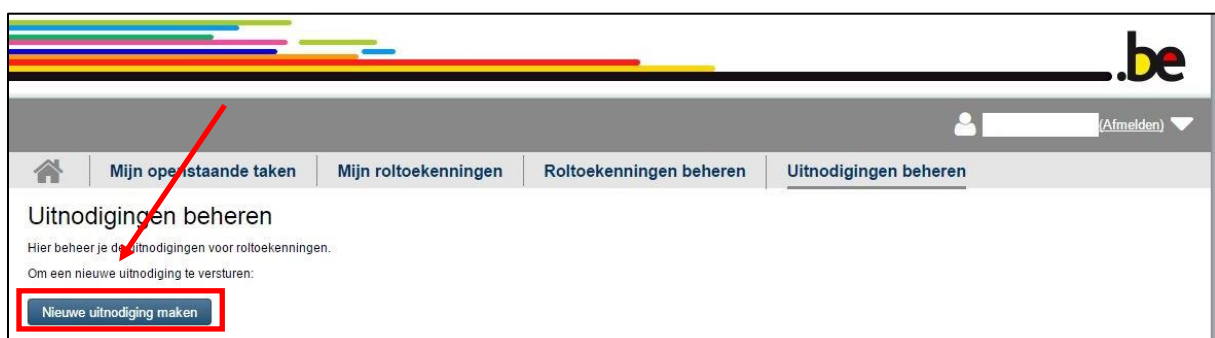 .be
(Afmelden)
Mijn openstaande taken Mijn roltoekenningen Roltoekenningen beheren Uitnodigingen beheren
Uitnodigingen beheren
Hier beheer je de uitnodigingen voor roltoekenningen.
Om een nieuwe uitnodiging te versturen:
Nieuwe uitnodiging maken